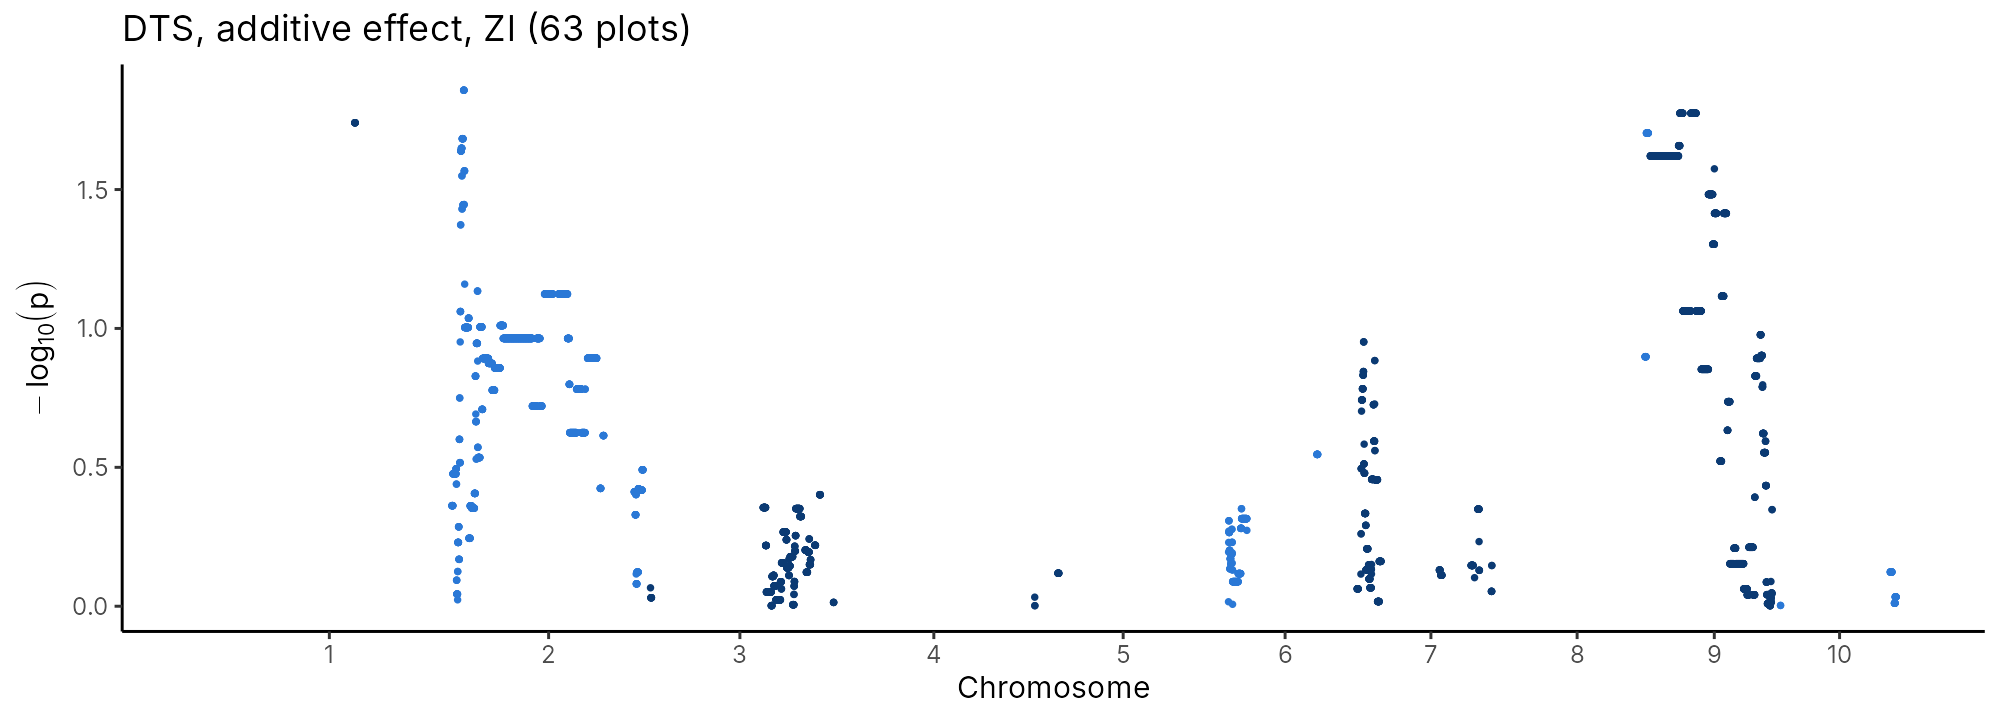 DTS, additive effect, ZI (63 plots)
− log10(p)
1.5
1.0
0.5
0.0
1 2 3 4 5 6 7 8 9 10
Chromosome